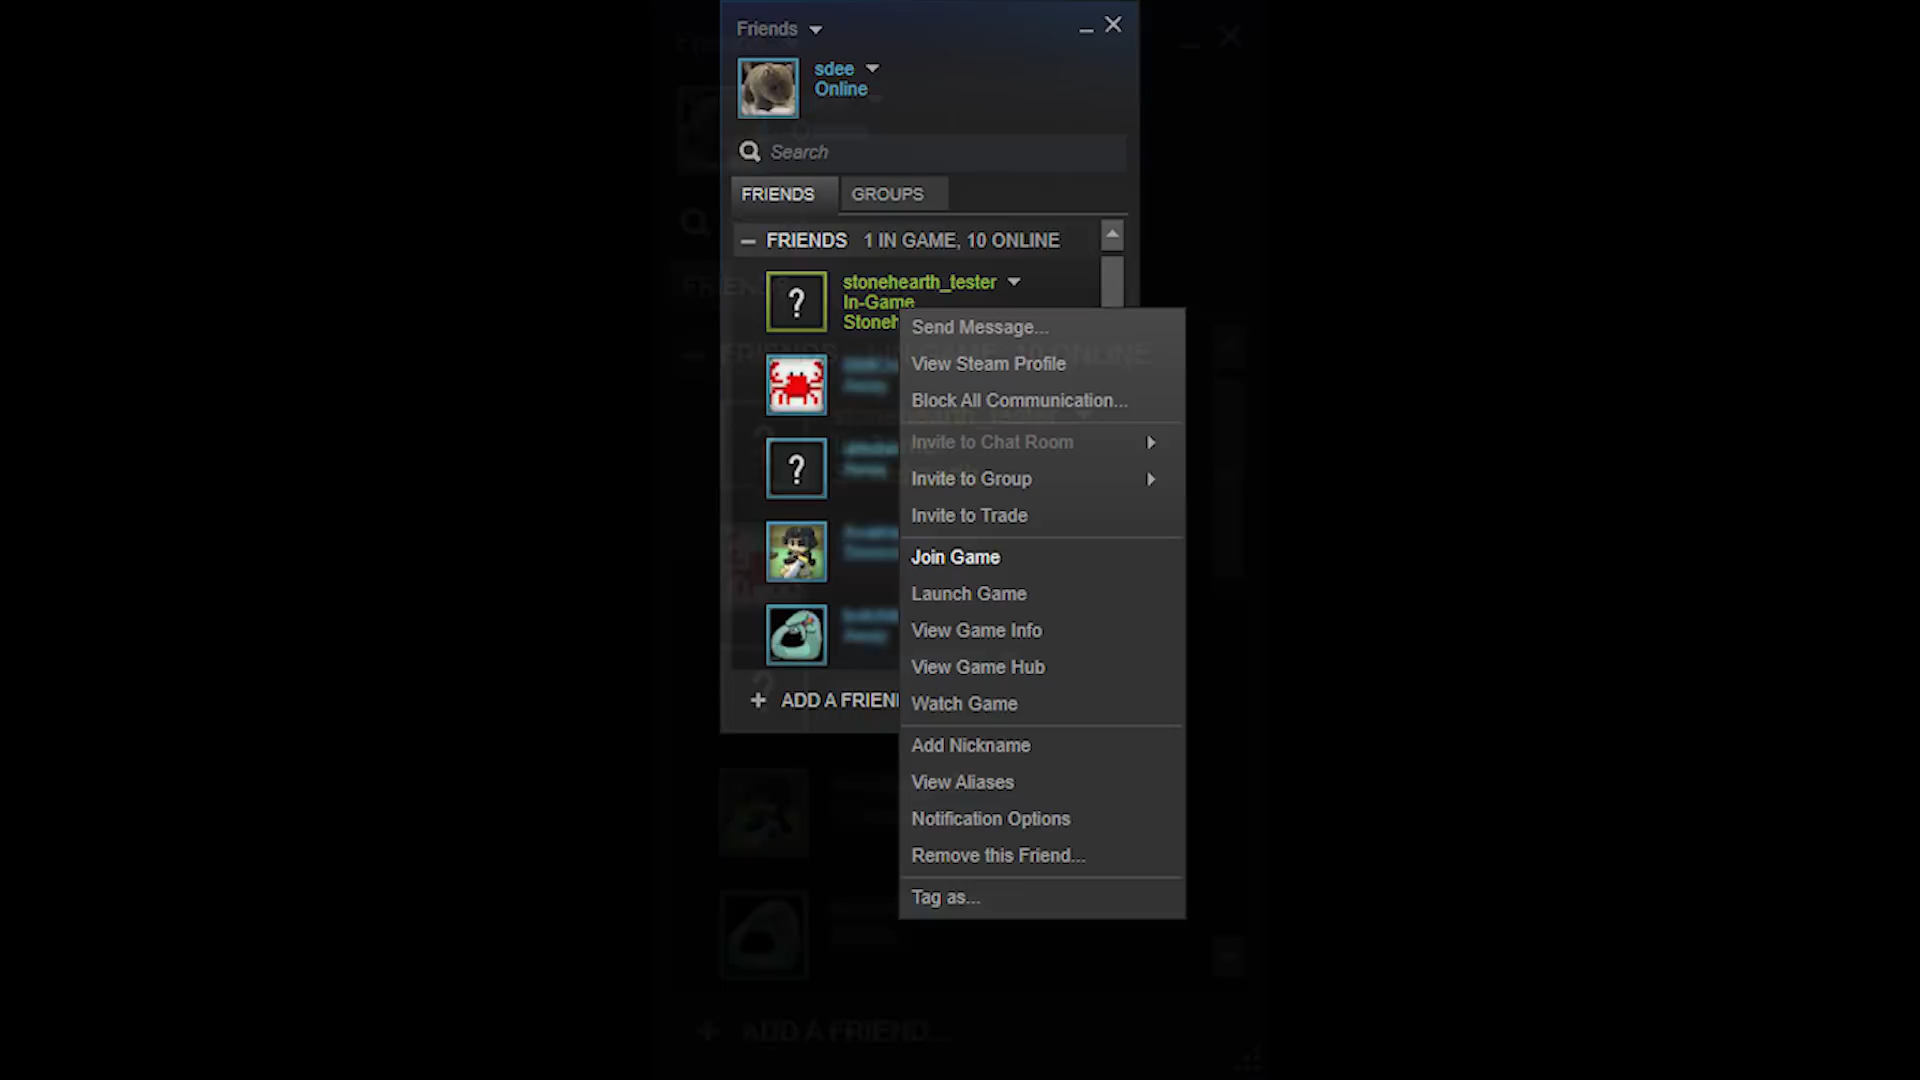 Friends
sdee
Online
Search
FRIENDS
GROUPS
FRIENDS 1 IN GAME, 10 ONLINE
stonehearth_tester
In-Game
Stoneh
Send Message...
View Steam Profile
Block All Communication...
Invite to Chat Room
Invite to Group
Invite to Trade
Join Game
Launch Game
View Game Info
View Game Hub
Watch Game
ADD A FRIEN
Add Nickname
View Aliases
Notification Options
Remove this Friend...
Tag as...
ADD A FRIEND...